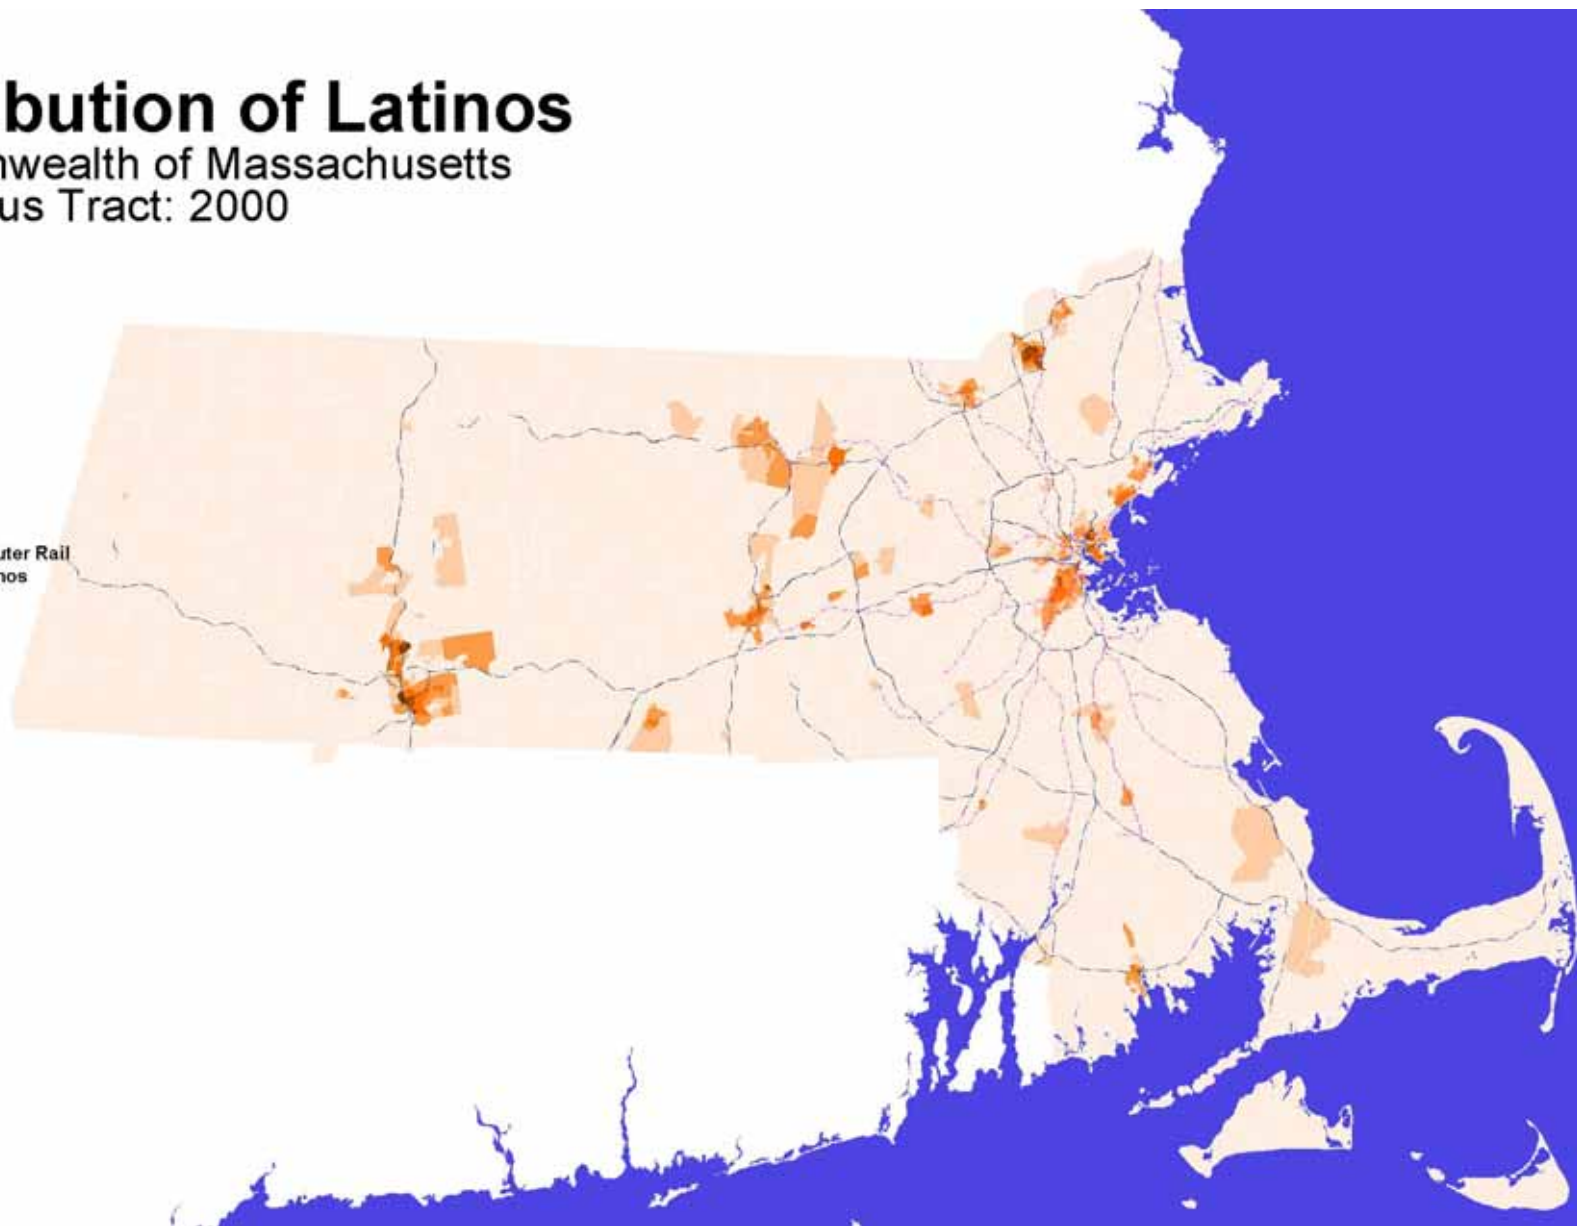 bution of Latinos
nwealth of Massachusetts
us Tract: 2000
uter Rail
nos